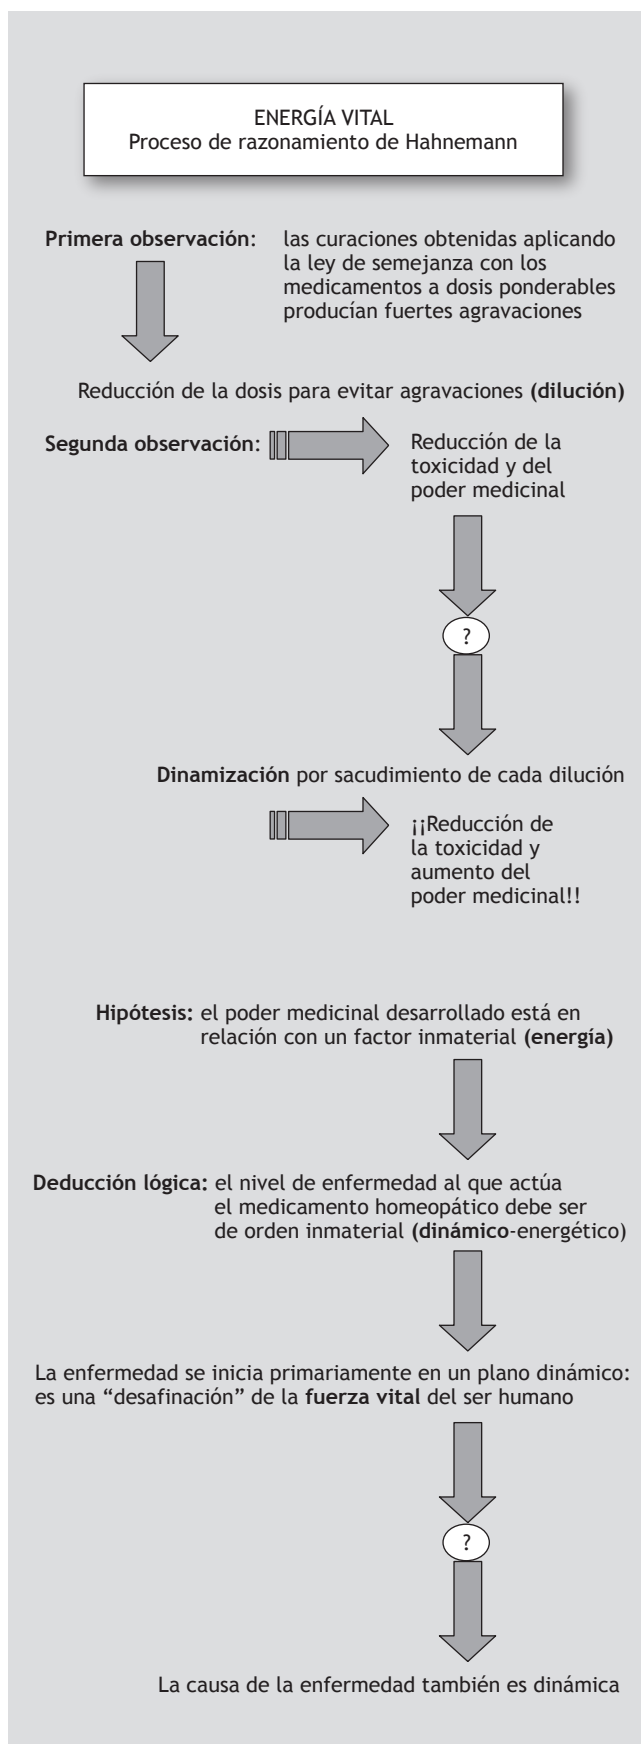 ENERGÍA VITAL
Proceso de razonamiento de Hahnemann
Primera observación: las curaciones obtenidas aplicando
la ley de semejanza con los
medicamentos a dosis ponderables
producían fuertes agravaciones
Reducción de la dosis para evitar agravaciones (dilución)
Segunda observación: Reducción de la
toxicidad y del
poder medicinal
?
Dinamización por sacudimiento de cada dilución
¡¡Reducción de
la toxicidad y
aumento del
poder medicinal!!
Hipótesis: el poder medicinal desarrollado está en
relación con un factor inmaterial (energía)
Deducción lógica: el nivel de enfermedad al que actúa
el medicamento homeopático debe ser
de orden inmaterial (dinámico-energético)
La enfermedad se inicia primariamente en un plano dinámico:
es una “desafinación” de la fuerza vital del ser humano
?
La causa de la enfermedad también es dinámica